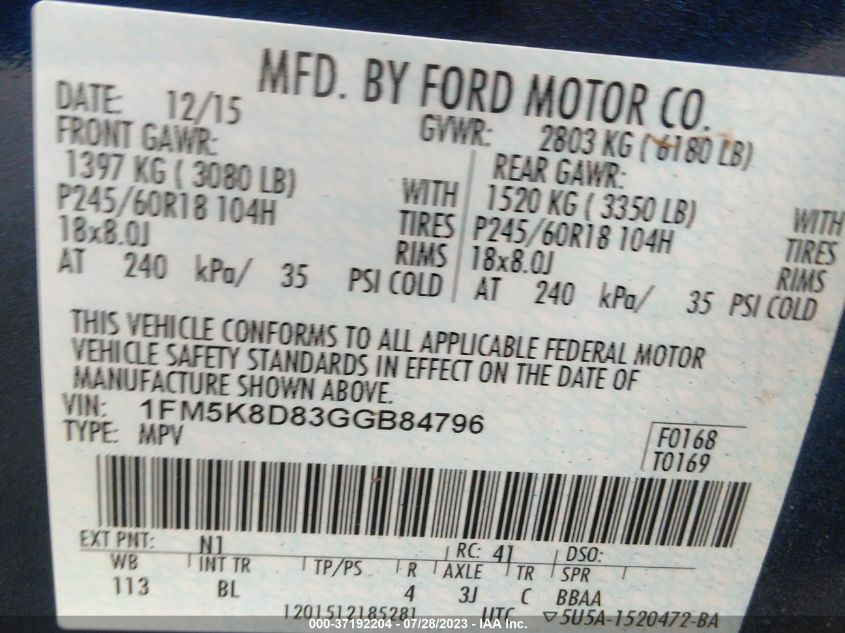 MFD. BY FORD MOTOR CO.
DATE: 12/15 GVWR: 2803 KG ( 6180 LB)
FRONT GAWR: REAR GAWR:
1397 KG ( 3080 LB) WITH 1520 KG ( 3350 LB) WITH
P245/60R18 104H TIRES P245/60R18 104H TIRES
18x8.0J RIMS 18x8.0J RIMS
AT 240 kPa/ 35 PSI COLD AT 240 kPa/ 35 PSI COLD
THIS VEHICLE CONFORMS TO ALL APPLICABLE FEDERAL MOTOR
VEHICLE SAFETY STANDARDS IN EFFECT ON THE DATE OF
MANUFACTURE SHOWN ABOVE.
VIN: 1FM5K8D83GGB84796
TYPE: MPV
F0168
T0169
EXT PNT: N1 RC: 41 DSO:
WB INT TR TP/PS R AXLE TR SPR
113 BL 4 3J C BBAA
1201512185281 UTC ▽5U5A-1520472-BA
000-37192204 - 07/28/2023 - IAA Inc.